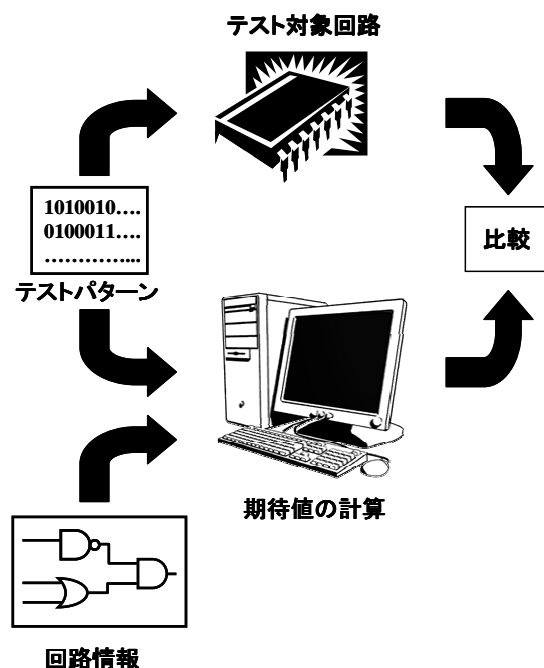 テスト対象回路
1010010....
0100011....
................
テストパターン
比較
期待値の計算
回路情報